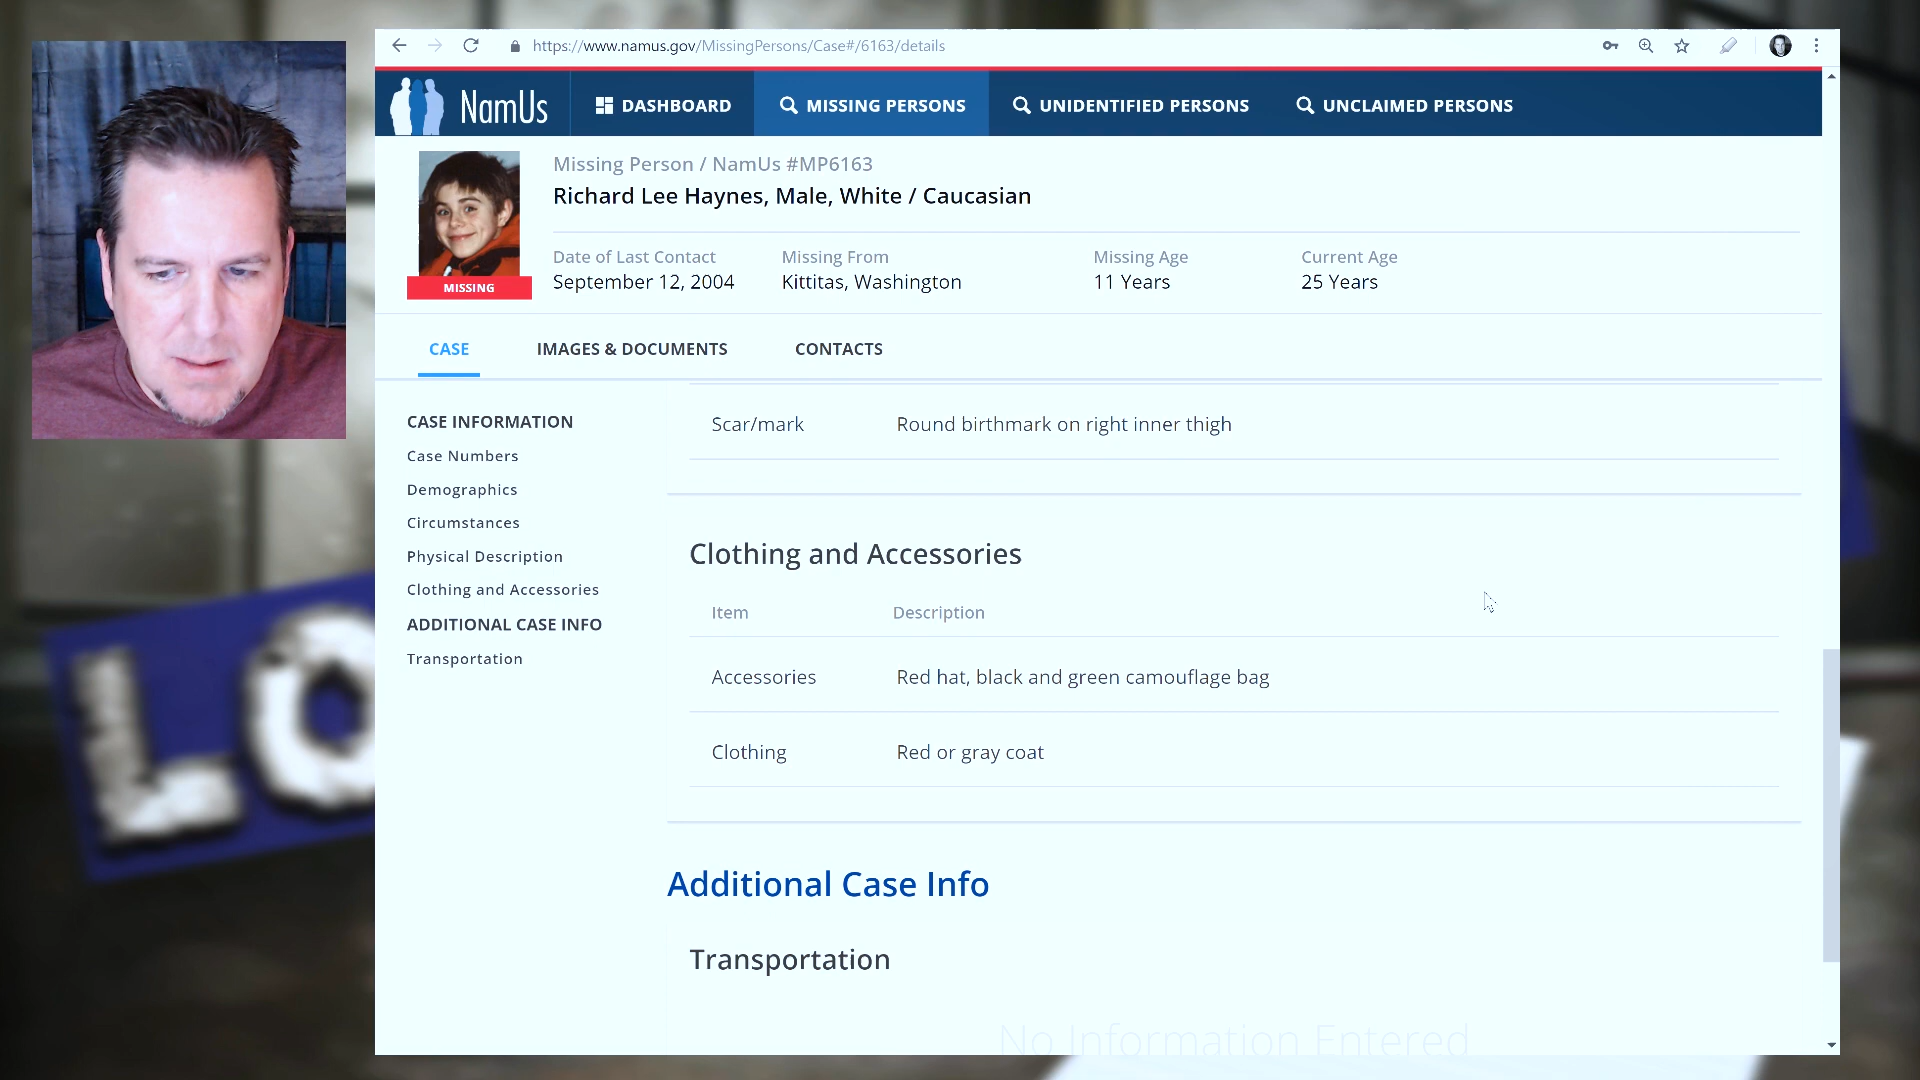 https://www.namus.gov/MissingPersons/Case#/6163/details
NamUs
DASHBOARD
MISSING PERSONS
UNIDENTIFIED PERSONS
UNCLAIMED PERSONS
Missing Person / NamUs #MP6163
Richard Lee Haynes, Male, White / Caucasian
MISSING
Date of Last Contact
September 12, 2004
Missing From
Kittitas, Washington
Missing Age
11 Years
Current Age
25 Years
CASE
IMAGES & DOCUMENTS
CONTACTS
CASE INFORMATION
Case Numbers
Demographics
Circumstances
Physical Description
Clothing and Accessories
ADDITIONAL CASE INFO
Transportation
Scar/mark Round birthmark on right inner thigh
Clothing and Accessories
Item Description
Accessories Red hat, black and green camouflage bag
Clothing Red or gray coat
Additional Case Info
Transportation
No Information Entered
LO